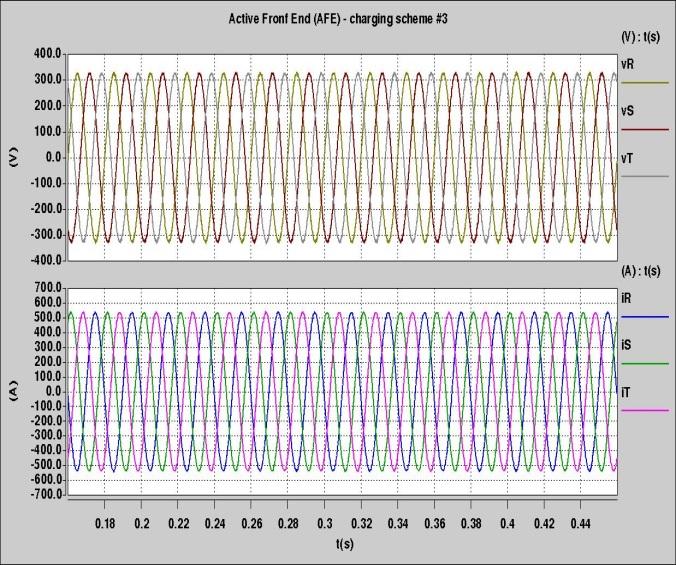 Active Front End (AFE) - charging scheme #3
(V) : t(s)
vR
vS
vT
(V)
400.0
300.0
200.0
100.0
0.0
-100.0
-200.0
-300.0
-400.0
(A) : t(s)
iR
iS
iT
(A)
700.0
600.0
500.0
400.0
300.0
200.0
100.0
0.0
-100.0
-200.0
-300.0
-400.0
-500.0
-600.0
-700.0
0.18 0.2 0.22 0.24 0.26 0.28 0.3 0.32 0.34 0.36 0.38 0.4 0.42 0.44
t(s)